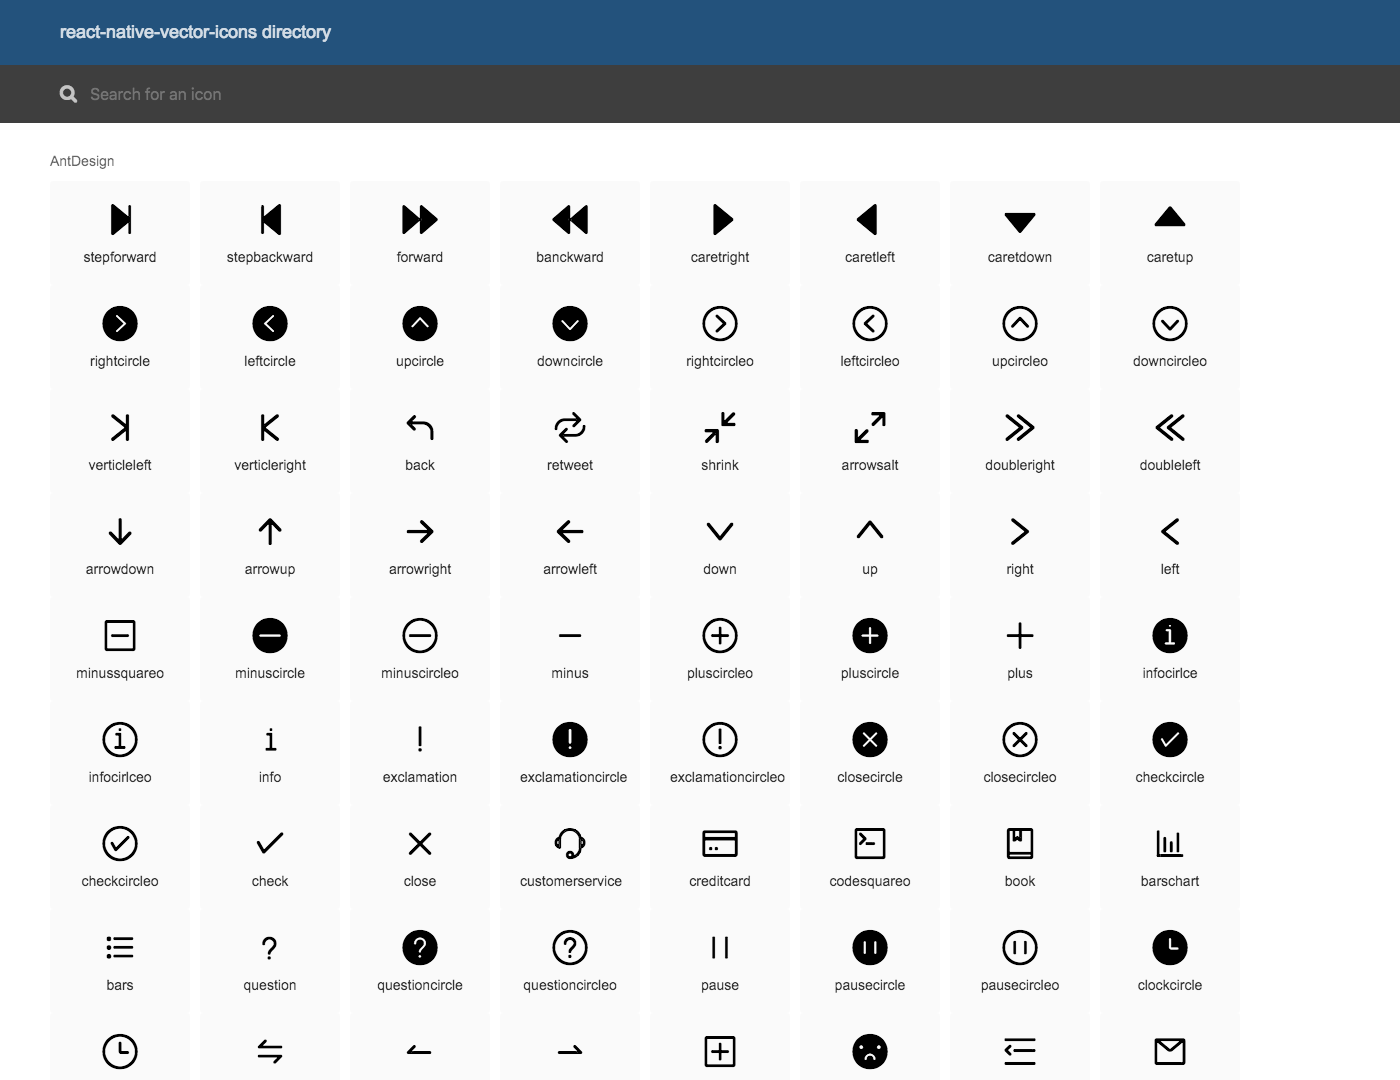 react-native-vector-icons directory
Search for an icon
AntDesign
stepforward stepbackward forward banckward caretright caretleft caretdown caretup
rightcircle leftcircle upcircle downcircle rightcircleo leftcircleo upcircleo downcircleo
verticleleft verticleright back retweet shrink arrowsalt doubleright doubleleft
arrowdown arrowup arrowright arrowleft down up right left
minussquareo minuscircle minuscircleo minus pluscircleo pluscircle plus infocirlce
infocirlceo info exclamation exclamationcircle exclamationcircleo closecircle closecircleo checkcircle
checkcircleo check close customerservice creditcard codesquareo book barschart
bars question questioncircle questioncircleo pause pausecircle pausecircleo clockcircle